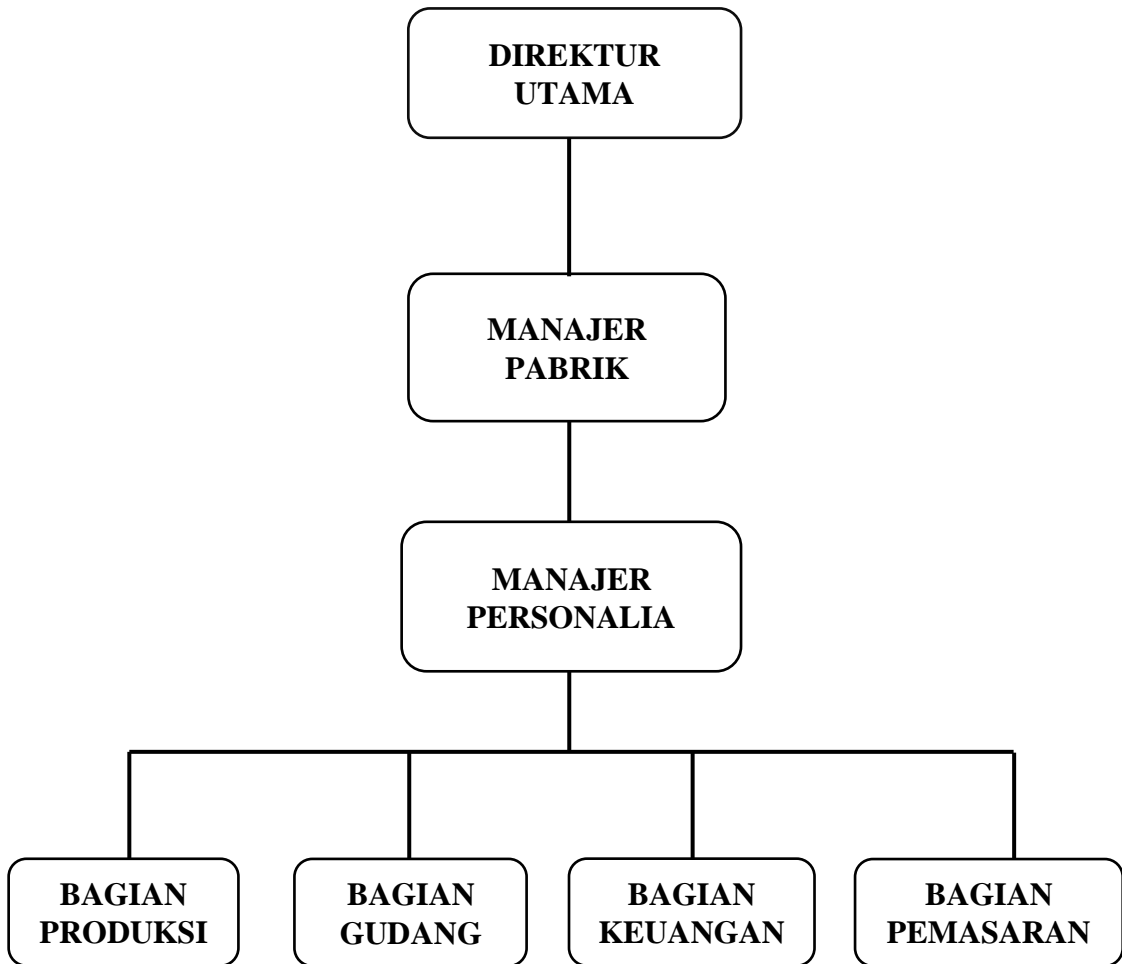 DIREKTUR
UTAMA
MANAJER
PABRIK
MANAJER
PERSONALIA
BAGIAN
PRODUKSI
BAGIAN
GUDANG
BAGIAN
KEUANGAN
BAGIAN
PEMASARAN